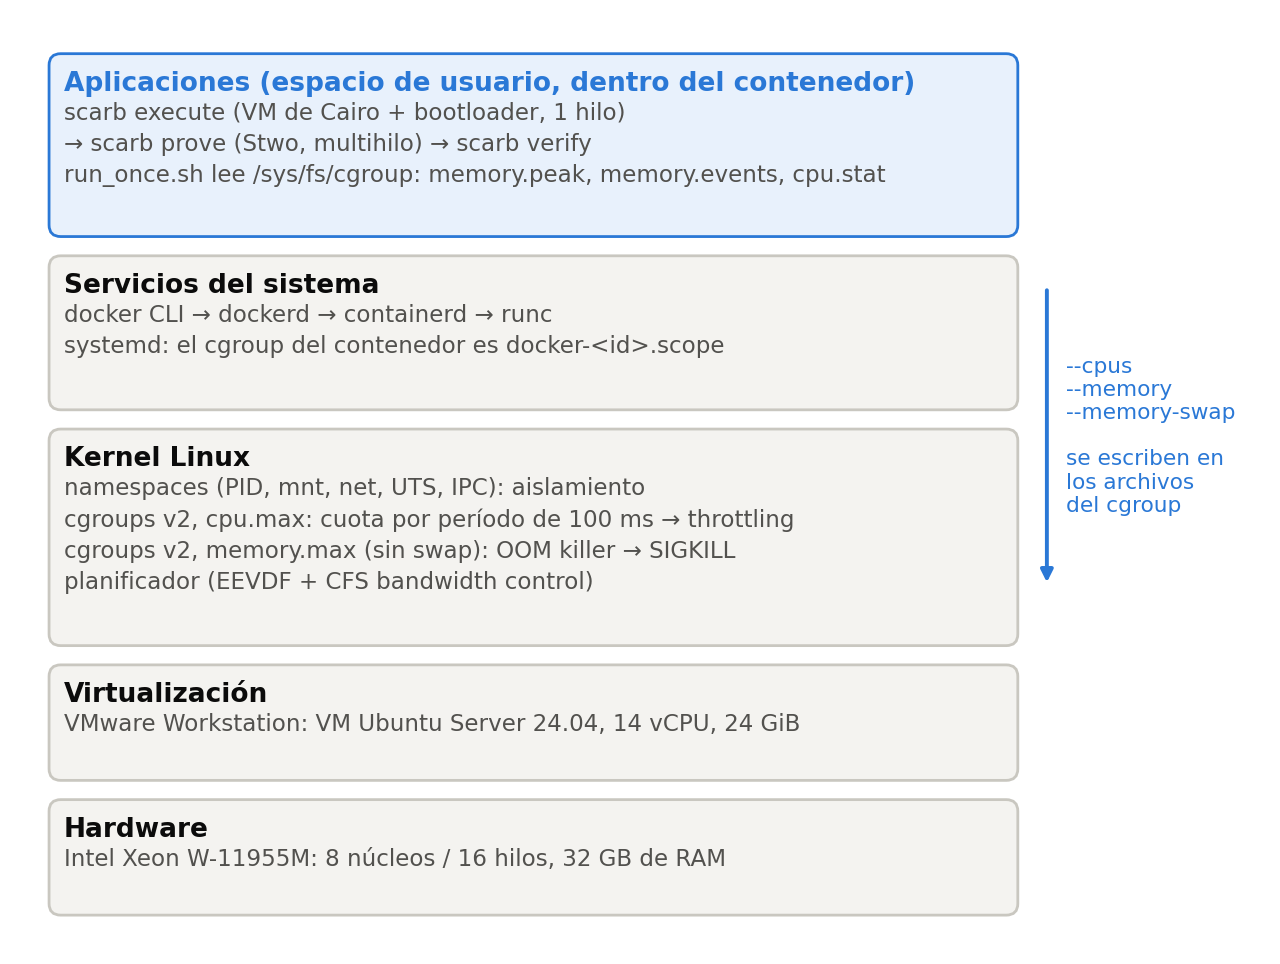 Aplicaciones (espacio de usuario, dentro del contenedor)
scarb execute (VM de Cairo + bootloader, 1 hilo)
→ scarb prove (Stwo, multihilo) → scarb verify
run_once.sh lee /sys/fs/cgroup: memory.peak, memory.events, cpu.stat
Servicios del sistema
docker CLI → dockerd → containerd → runc
systemd: el cgroup del contenedor es docker-<id>.scope
--cpus
--memory
--memory-swap
se escriben en
los archivos
del cgroup
Kernel Linux
namespaces (PID, mnt, net, UTS, IPC): aislamiento
cgroups v2, cpu.max: cuota por período de 100 ms → throttling
cgroups v2, memory.max (sin swap): OOM killer → SIGKILL
planificador (EEVDF + CFS bandwidth control)
Virtualización
VMware Workstation: VM Ubuntu Server 24.04, 14 vCPU, 24 GiB
Hardware
Intel Xeon W-11955M: 8 núcleos / 16 hilos, 32 GB de RAM